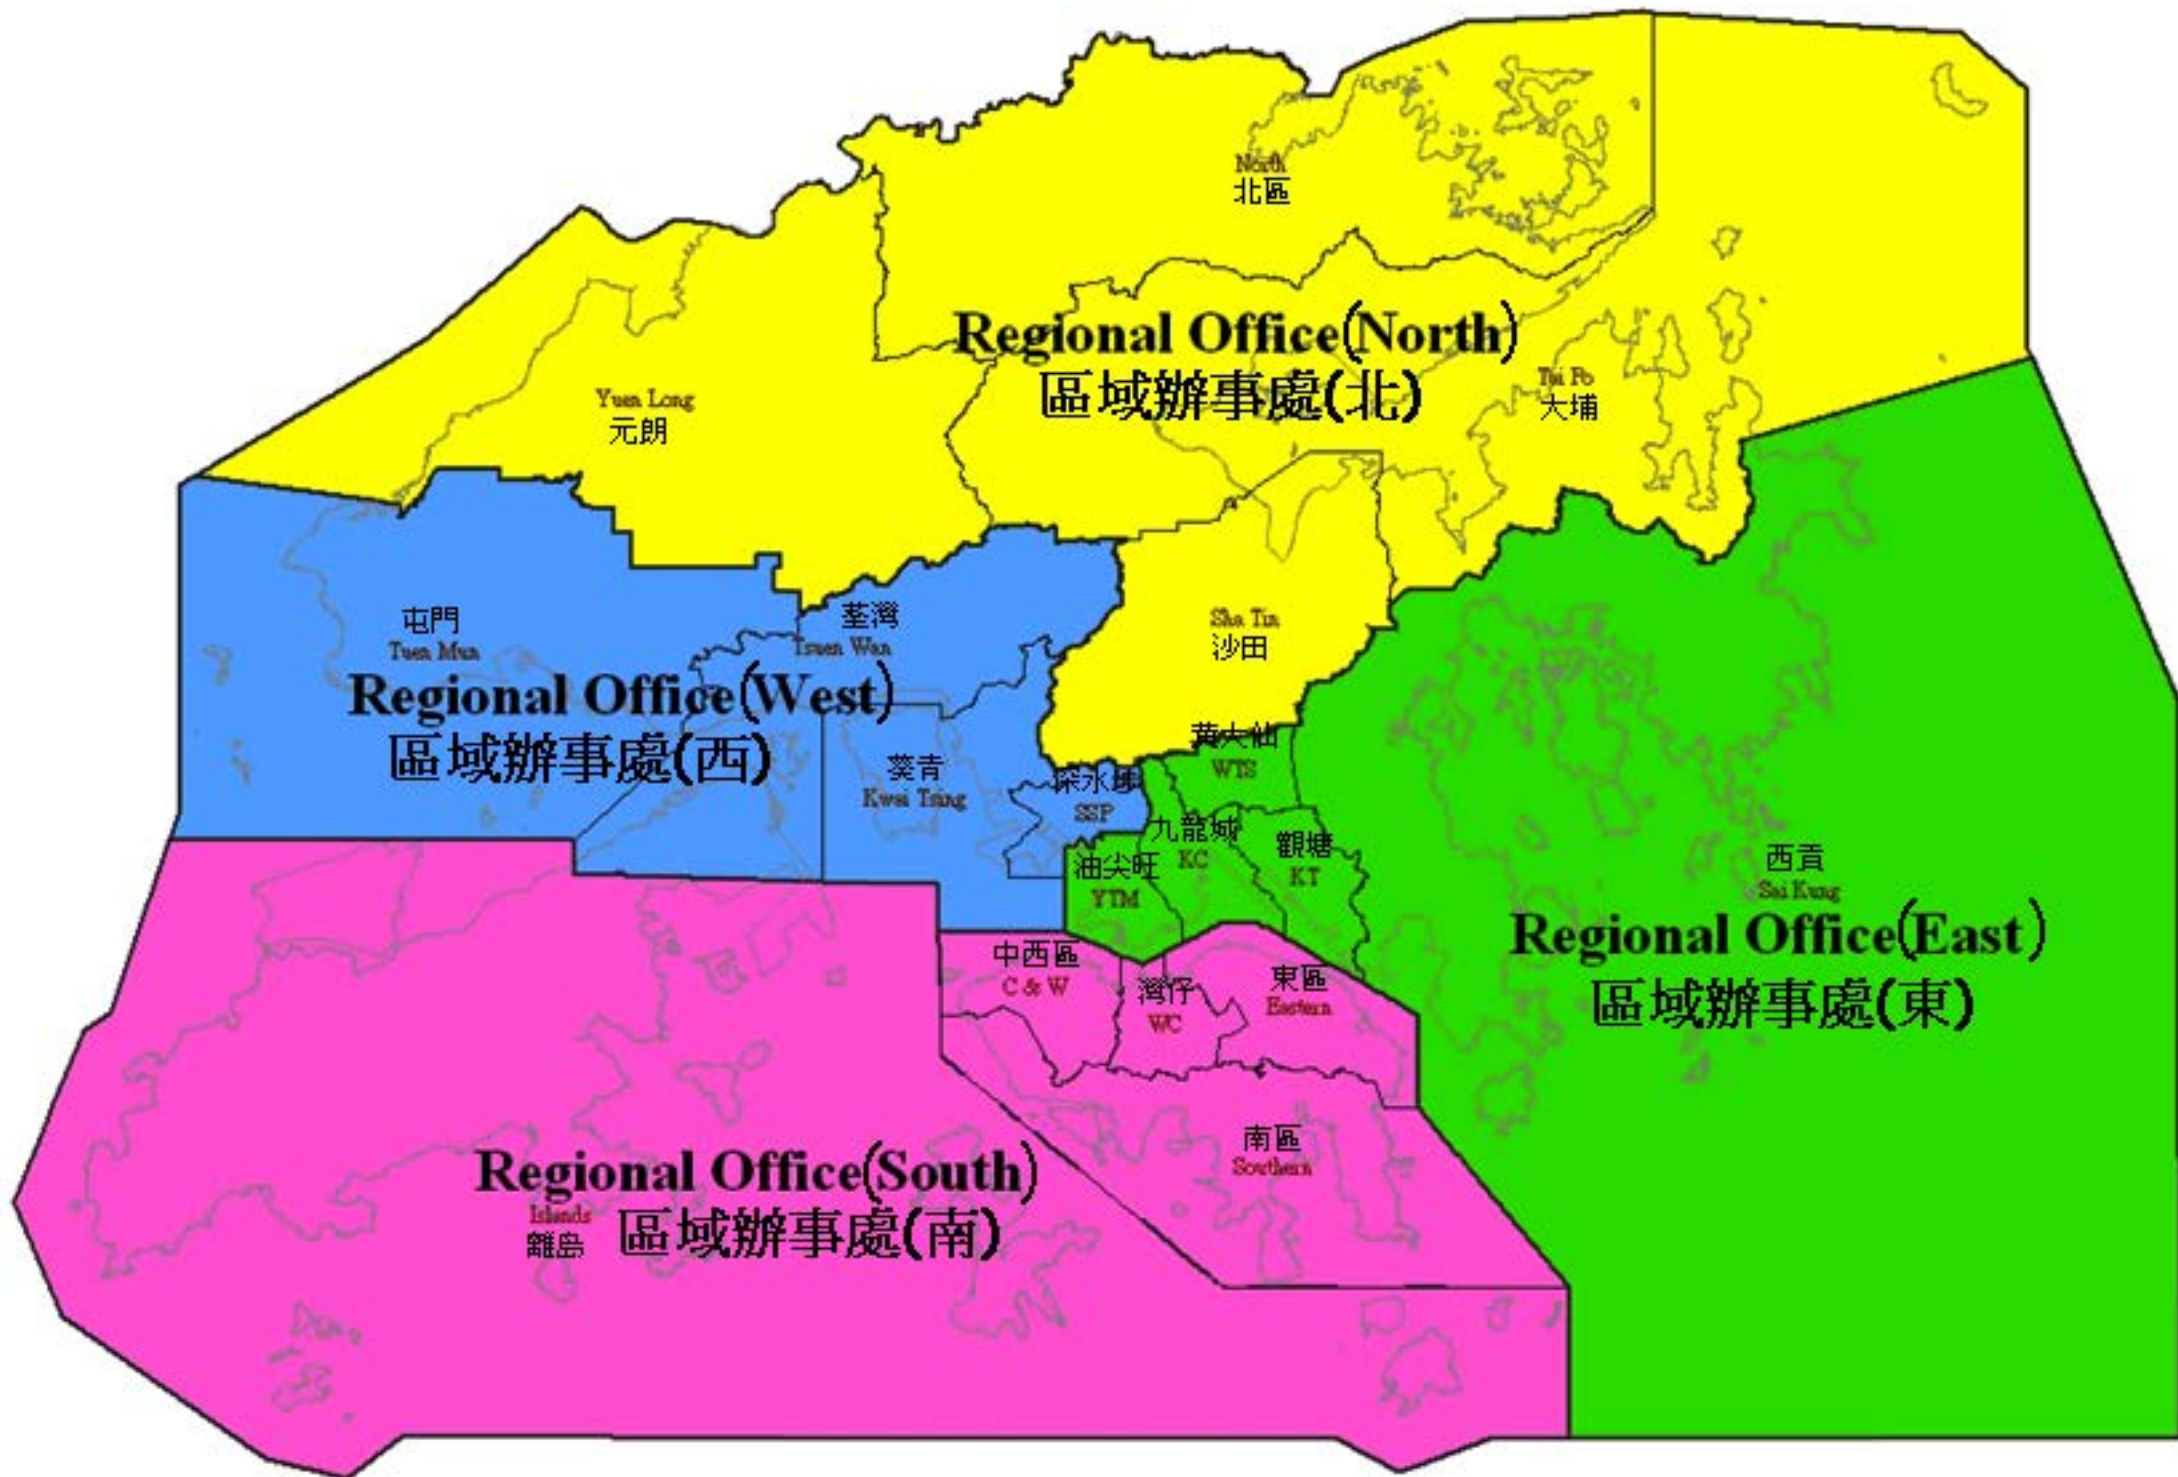 North
北區
Regional Office(North)
區域辦事處(北)
Tai Po
大埔
Yuen Long
元朗
屯門
Tuen Mun
荃灣
Tsuen Wan
Sha Tin
沙田
Regional Office(West)
區域辦事處(西)
葵青
Kwai Tsing
深水埗
SSP
黃大仙
WTS
九龍城
KC
觀塘
KT
油尖旺
YTM
西貢
Sai Kung
Regional Office(East)
區域辦事處(東)
中西區
C & W
灣仔
WC
東區
Eastern
南區
Southern
Regional Office(South)
Islands
離島
區域辦事處(南)